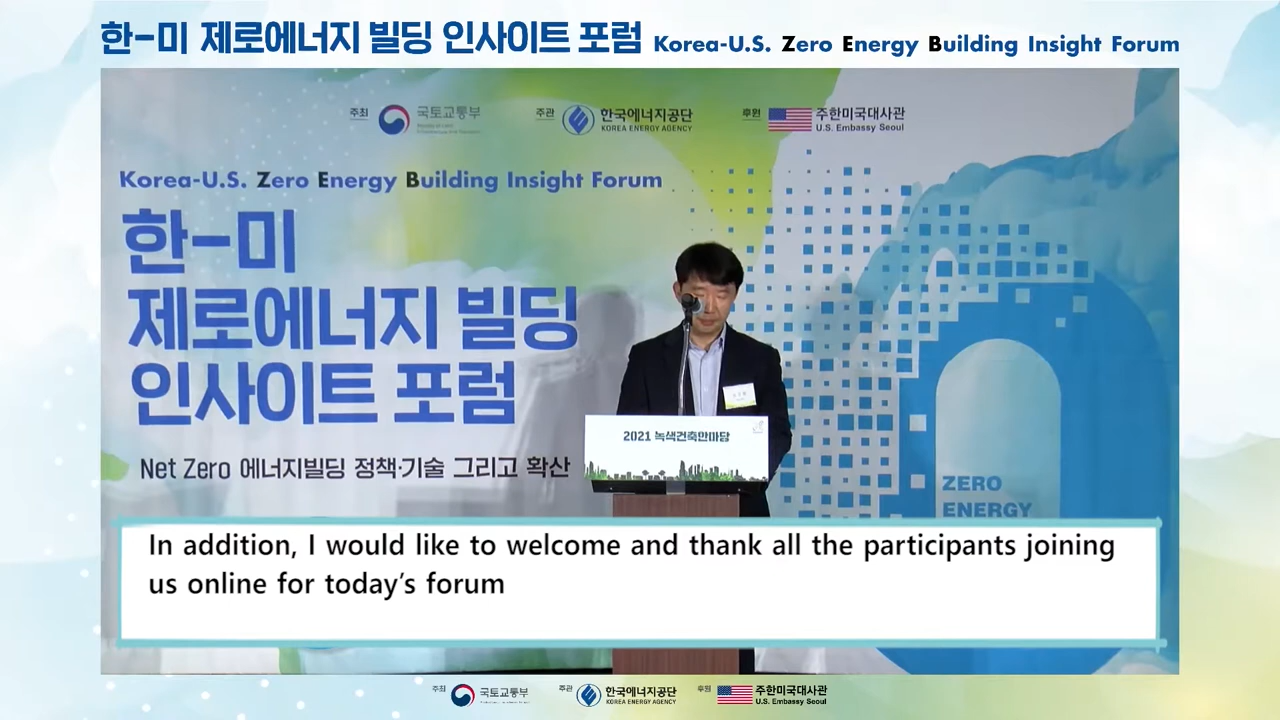 한-미 제로에너지 빌딩 인사이트 포럼 Korea-U.S. Zero Energy Building Insight Forum
주최 국토교통부 주관 한국에너지공단 KOREA ENERGY AGENCY 후원 주한미국대사관 U.S. Embassy Seoul
Korea-U.S. Zero Energy Building Insight Forum
한-미
제로에너지 빌딩
인사이트 포럼
Net Zero 에너지빌딩 정책·기술 그리고 확산
2021 녹색건축한마당
ZERO
ENERGY
In addition, I would like to welcome and thank all the participants joining
us online for today's forum
주최 국토교통부 주관 한국에너지공단 KOREA ENERGY AGENCY 후원 주한미국대사관 U.S. Embassy Seoul